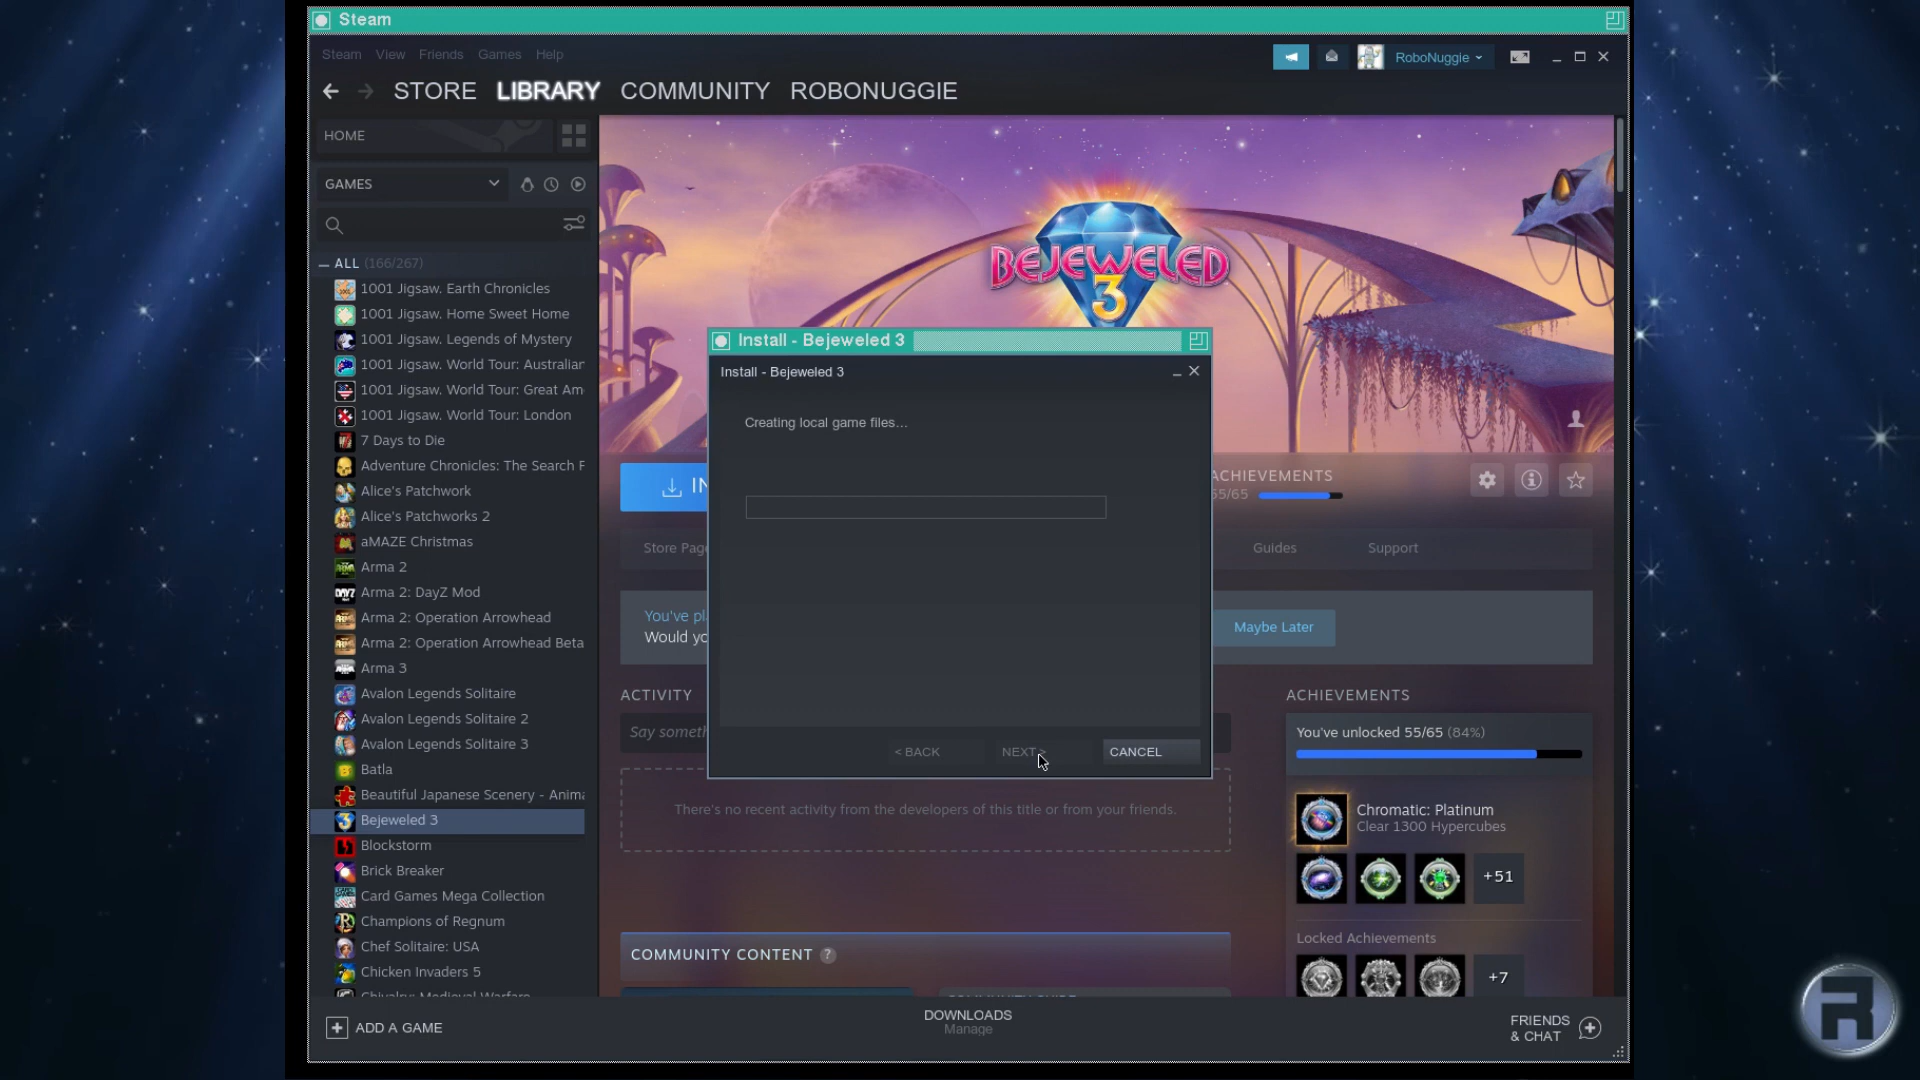 Steam
Steam View Friends Games Help
RoboNuggie
STORE LIBRARY COMMUNITY ROBONUGGIE
HOME
GAMES
ALL (166/267)
1001 Jigsaw. Earth Chronicles
1001 Jigsaw. Home Sweet Home
1001 Jigsaw. Legends of Mystery
1001 Jigsaw. World Tour: Australian
1001 Jigsaw. World Tour: Great Am
1001 Jigsaw. World Tour: London
7 Days to Die
Adventure Chronicles: The Search F
Alice's Patchwork
Alice's Patchworks 2
aMAZE Christmas
Arma 2
Arma 2: DayZ Mod
Arma 2: Operation Arrowhead
Arma 2: Operation Arrowhead Beta
Arma 3
Avalon Legends Solitaire
Avalon Legends Solitaire 2
Avalon Legends Solitaire 3
Batla
Beautiful Japanese Scenery - Anima
Bejeweled 3
Blockstorm
Brick Breaker
Card Games Mega Collection
Champions of Regnum
Chef Solitaire: USA
Chicken Invaders 5
Chivalry: Medieval Warfare
BEJEWELED
3
Install - Bejeweled 3
Install - Bejeweled 3
Creating local game files...
< BACK NEXT > CANCEL
IN
ACHIEVEMENTS
55/65
Store Pag
Guides
Support
You've pl
Would yo
Maybe Later
ACTIVITY
Say someth
There's no recent activity from the developers of this title or from your friends.
COMMUNITY CONTENT ?
ACHIEVEMENTS
You've unlocked 55/65 (84%)
Chromatic: Platinum
Clear 1300 Hypercubes
+51
Locked Achievements
+7
ADD A GAME
DOWNLOADS
Manage
FRIENDS
& CHAT
R